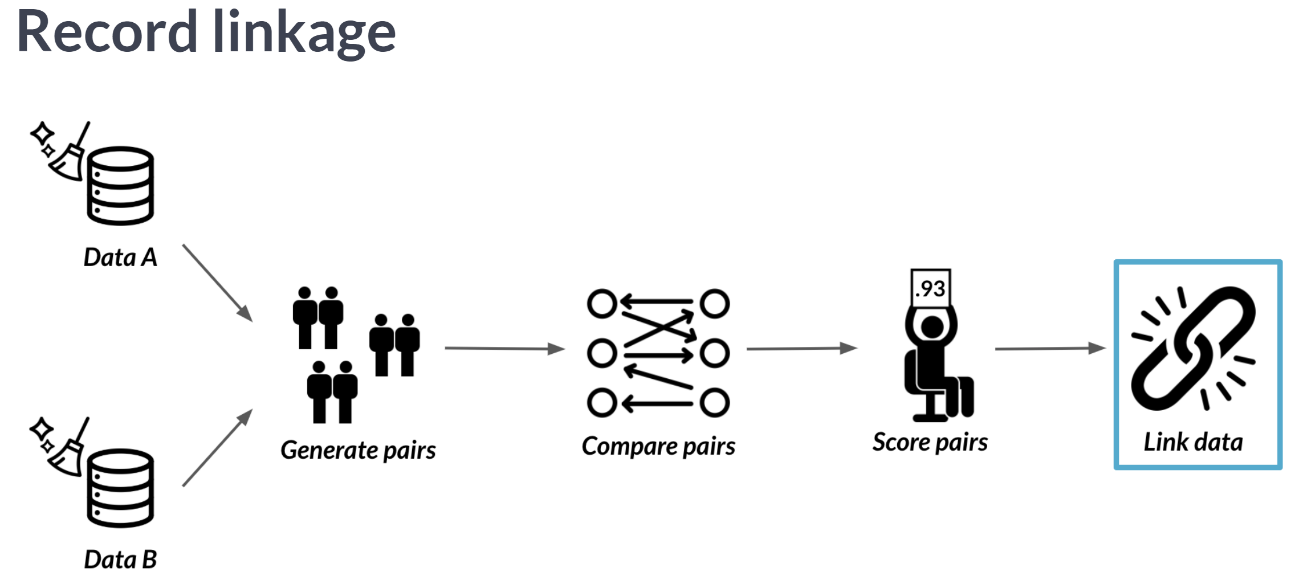 Record linkage
Data A
Data B
Generate pairs
Compare pairs
.93
Score pairs
Link data